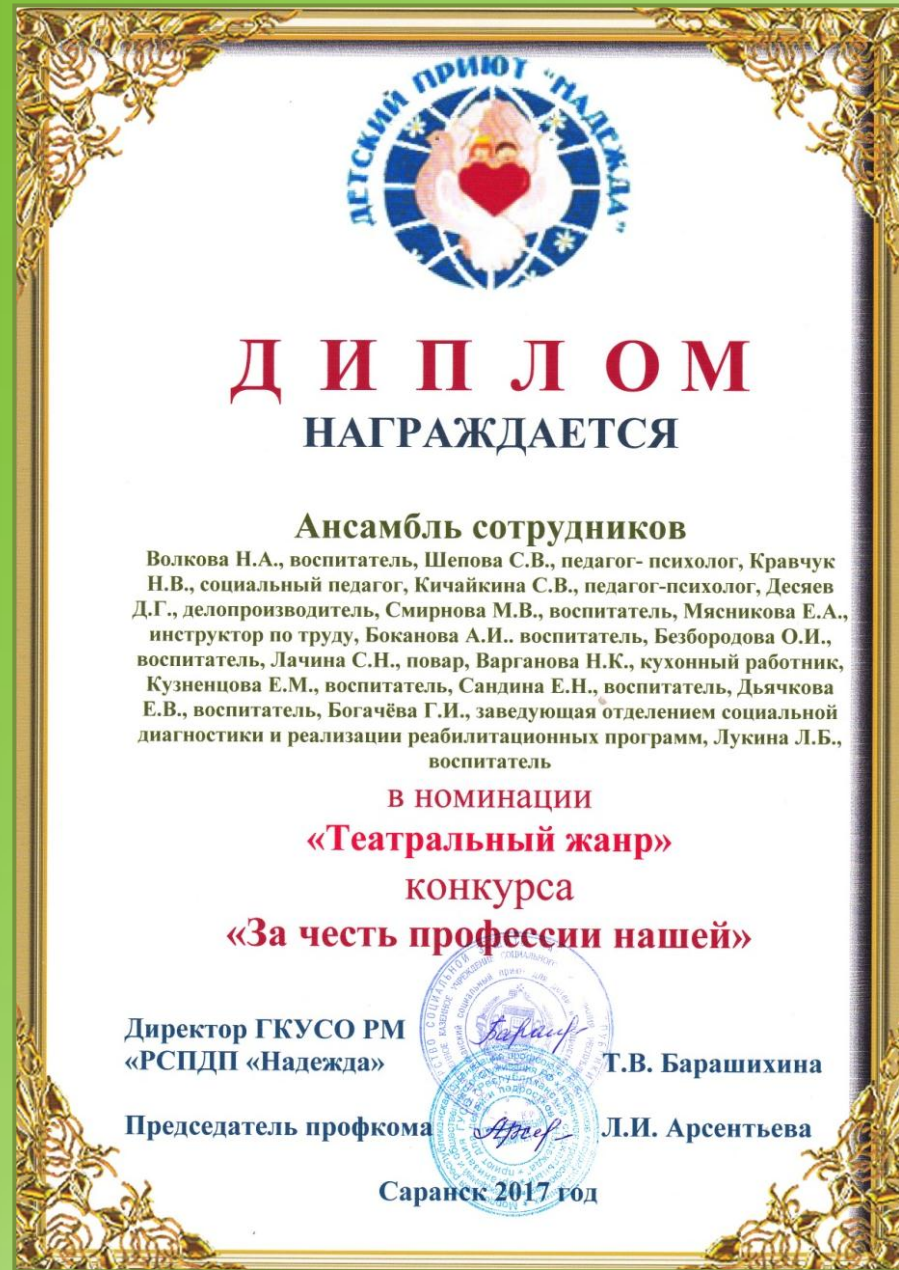 ДЕТСКИЙ ПРИЮТ "НАДЕЖДА"
ДИПЛОМ
НАГРАЖДАЕТСЯ
Ансамбль сотрудников
Волкова Н.А., воспитатель, Шепова С.В., педагог- психолог, Кравчук
Н.В., социальный педагог, Кичайкина С.В., педагог-психолог, Десяев
Д.Г., делопроизводитель, Смирнова М.В., воспитатель, Мясникова Е.А.,
инструктор по труду, Боканова А.И.. воспитатель, Безбородова О.И.,
воспитатель, Лачина С.Н., повар, Варганова Н.К., кухонный работник,
Кузненцова Е.М., воспитатель, Сандина Е.Н., воспитатель, Дьячкова
Е.В., воспитатель, Богачёва Г.И., заведующая отделением социальной
диагностики и реализации реабилитационных программ, Лукина Л.Б.,
воспитатель
в номинации
«Театральный жанр»
конкурса
«За честь профессии нашей»
Директор ГКУСО РМ
«РСПДП «Надежда» Т.В. Барашихина
Председатель профкома Л.И. Арсентьева
Саранск 2017 год